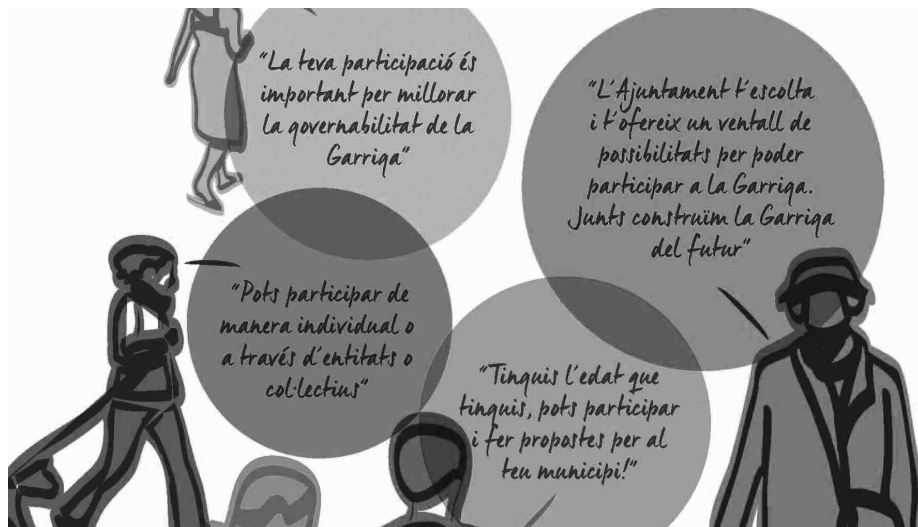 "La teva participació és
important per millorar
la governabilitat de la
Garriga"
"L'Ajuntament t'escolta
i t'ofereix un ventall de
possibilitats per poder
participar a la Garriga.
Junts construïm la Garriga
del futur"
"Pots participar de
manera individual o
a través d'entitats o
col·lectius"
"Tinguis l'edat que
tinguis, pots participar
i fer propostes per al
teu municipi!"